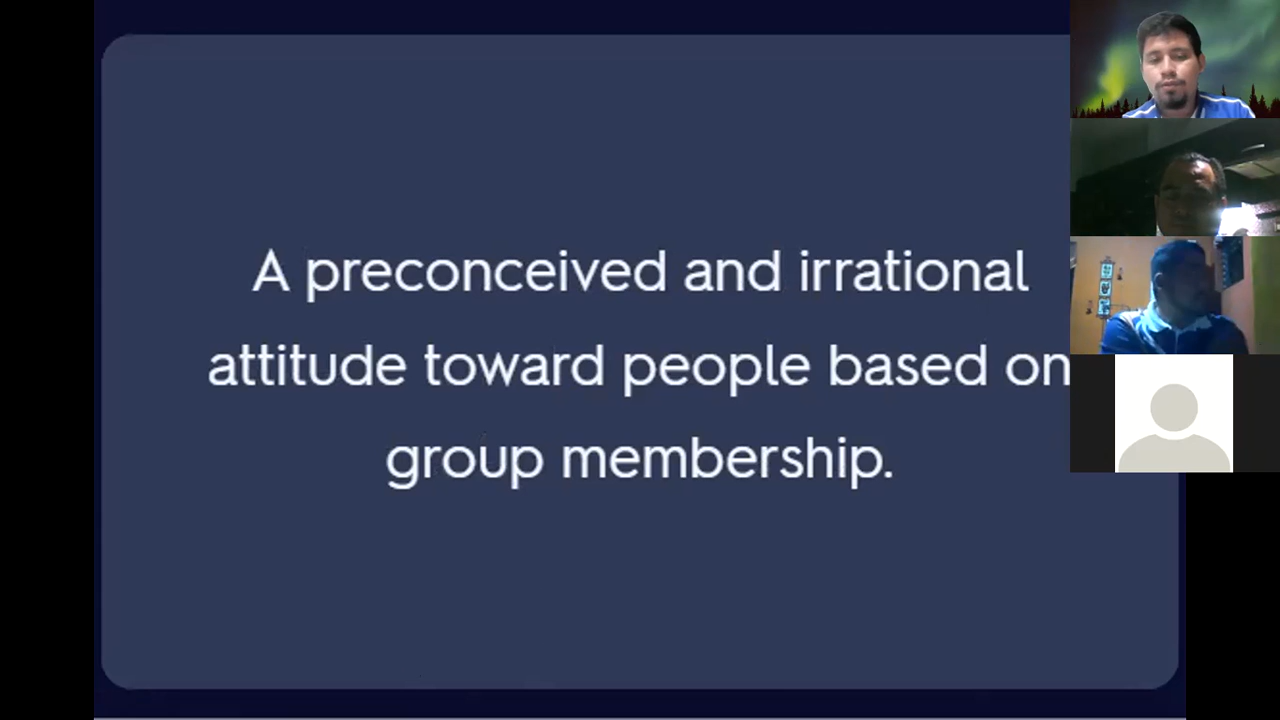 A preconceived and irrational
attitude toward people based on
group membership.